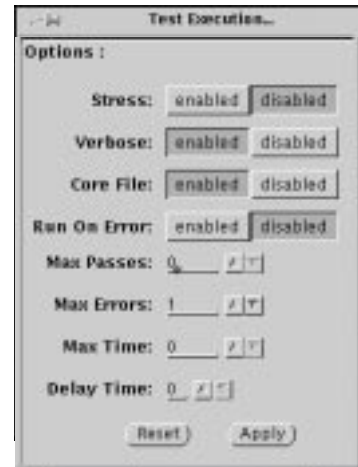 Test Execution...
Options :
Stress: enabled disabled
Verbose: enabled disabled
Core File: enabled disabled
Run On Error: enabled disabled
Max Passes: 0
Max Errors: 1
Max Time: 0
Delay Time: 0
Reset) Apply)